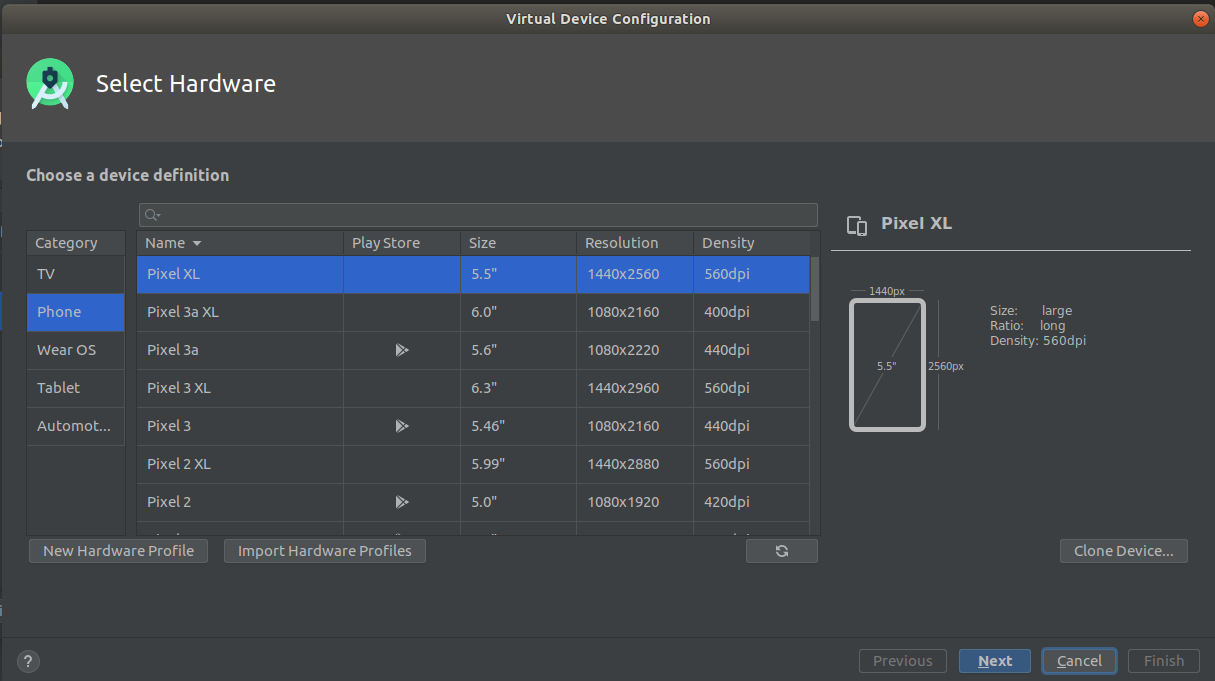 Virtual Device Configuration
Select Hardware
Choose a device definition
Category
TV
Phone
Wear OS
Tablet
Automot...
Name Play Store Size Resolution Density
Pixel XL 5.5" 1440x2560 560dpi
Pixel 3a XL 6.0" 1080x2160 400dpi
Pixel 3a 5.6" 1080x2220 440dpi
Pixel 3 XL 6.3" 1440x2960 560dpi
Pixel 3 5.46" 1080x2160 440dpi
Pixel 2 XL 5.99" 1440x2880 560dpi
Pixel 2 5.0" 1080x1920 420dpi
Pixel XL
1440px
5.5"
2560px
Size: large
Ratio: long
Density: 560dpi
New Hardware Profile Import Hardware Profiles Clone Device...
? Previous Next Cancel Finish